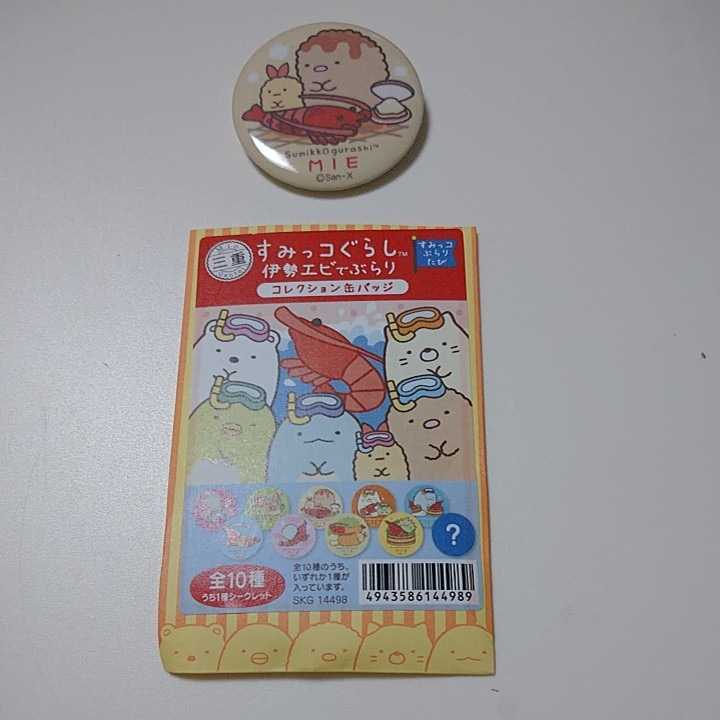 SumikkOgurashi™
MIE
©San-X
三重
すみっコぐらし™
伊勢エビでぶらり
コレクション缶バッジ
すみっコ
ぶらり
たび
?
全10種
うち1種シークレット
全10種のうち、
いずれか1種が
入っています。
SKG 14498
4943586144989